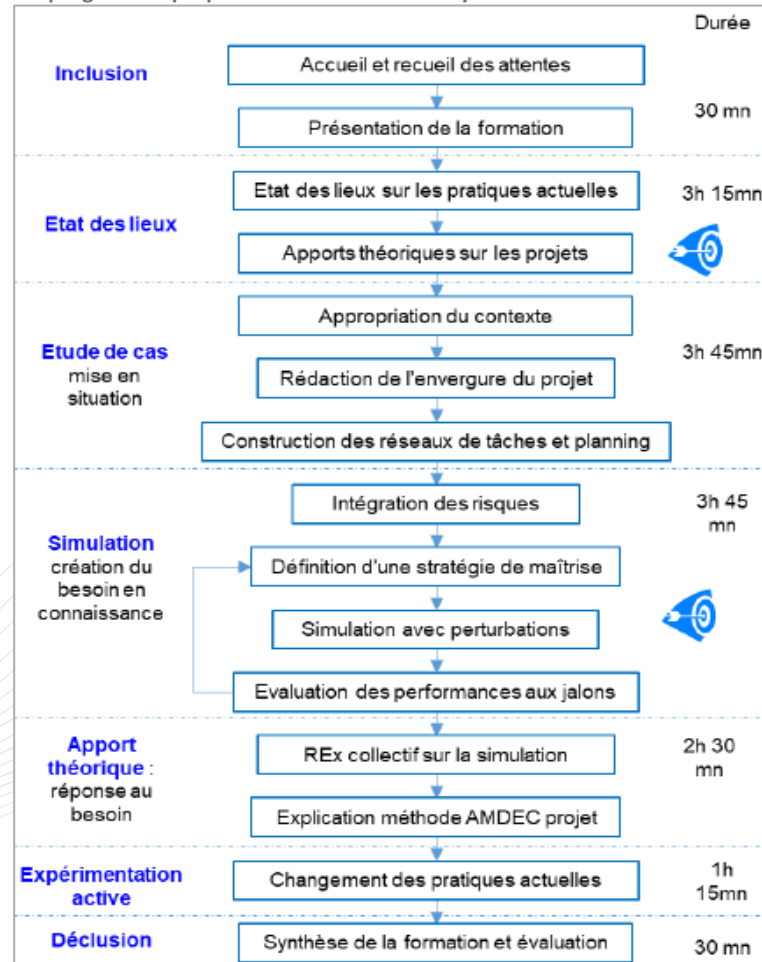 Durée
Inclusion
Accueil et recueil des attentes
Présentation de la formation
30 mn
Etat des lieux
Etat des lieux sur les pratiques actuelles
3h 15mn
Apports théoriques sur les projets
Etude de cas
mise en
situation
Appropriation du contexte
Rédaction de l'envergure du projet
3h 45mn
Construction des réseaux de tâches et planning
Simulation
création du
besoin en
connaissance
Intégration des risques
3h 45
mn
Définition d'une stratégie de maîtrise
Simulation avec perturbations
Evaluation des performances aux jalons
Apport
théorique :
réponse au
besoin
REx collectif sur la simulation
2h 30
mn
Explication méthode AMDEC projet
Expérimentation
active
Changement des pratiques actuelles
1h
15mn
Déclusion
Synthèse de la formation et évaluation
30 mn